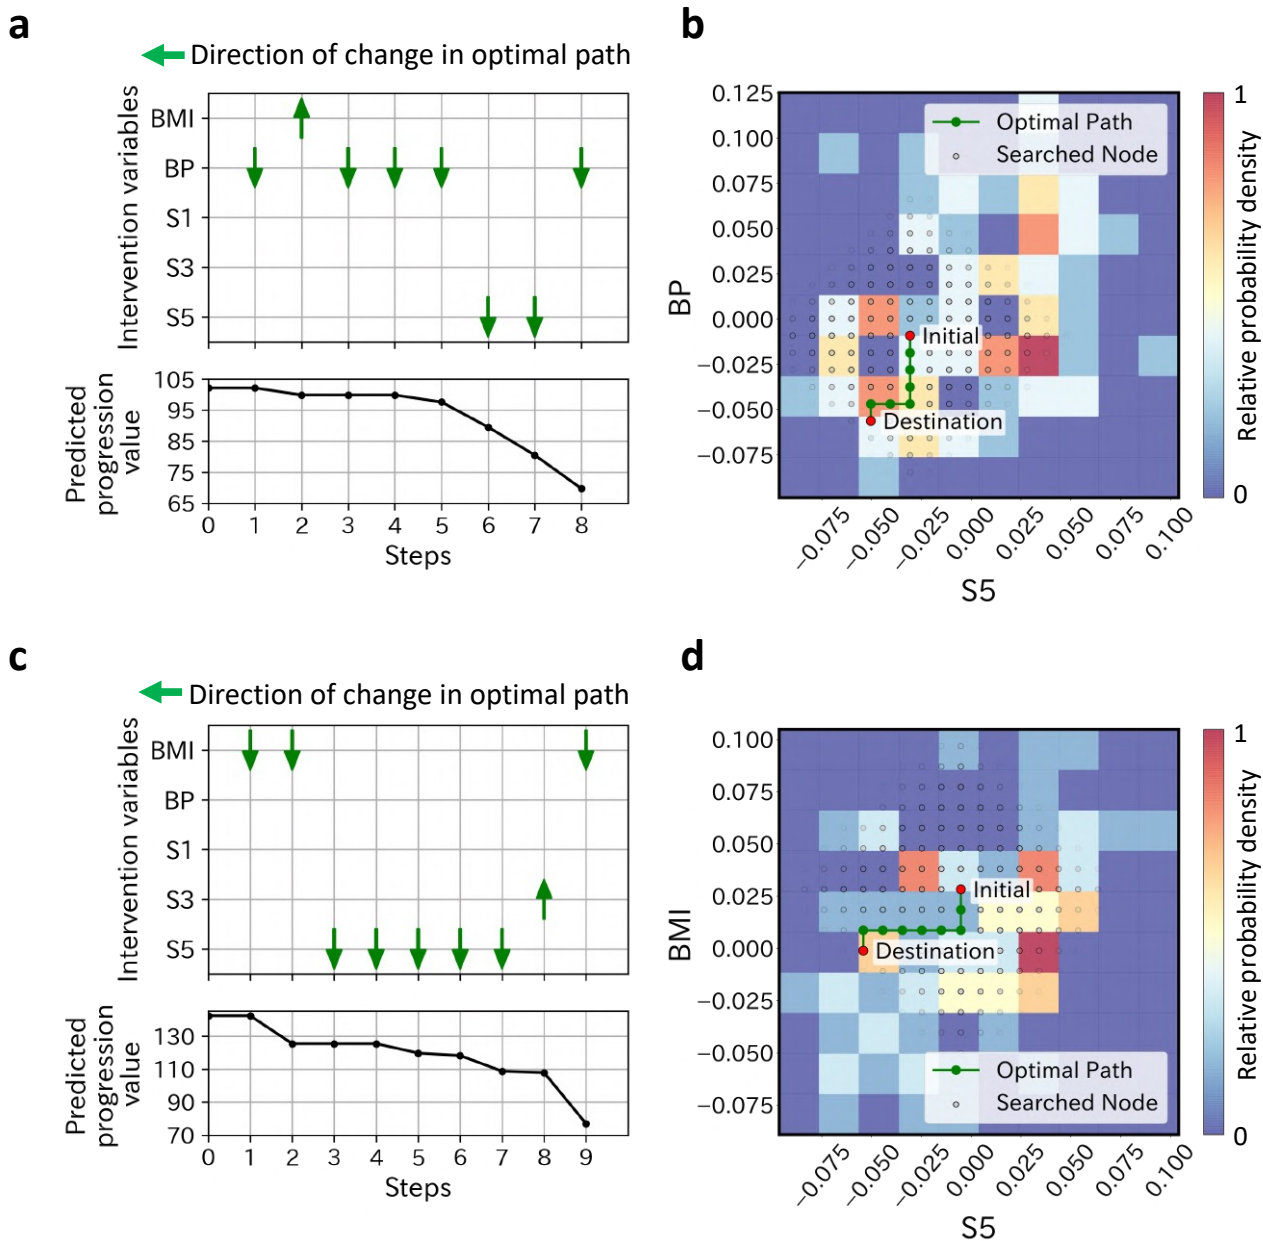 a
Direction of change in optimal path
Intervention variables
BMI
BP
S1
S3
S5
Predicted
progression
value
105
95
85
75
65
0 1 2 3 4 5 6 7 8
Steps
b
BP
0.125
0.100
0.075
0.050
0.025
0.000
−0.025
−0.050
−0.075
Optimal Path
Searched Node
Initial
Destination
−0.075 −0.050 −0.025 0.000 0.025 0.050 0.075 0.100
S5
1
Relative probability density
0
c
Direction of change in optimal path
Intervention variables
BMI
BP
S1
S3
S5
Predicted
progression
value
130
110
90
70
0 1 2 3 4 5 6 7 8 9
Steps
d
BMI
0.100
0.075
0.050
0.025
0.000
−0.025
−0.050
−0.075
Initial
Destination
Optimal Path
Searched Node
−0.075 −0.050 −0.025 0.000 0.025 0.050 0.075 0.100
S5
1
Relative probability density
0